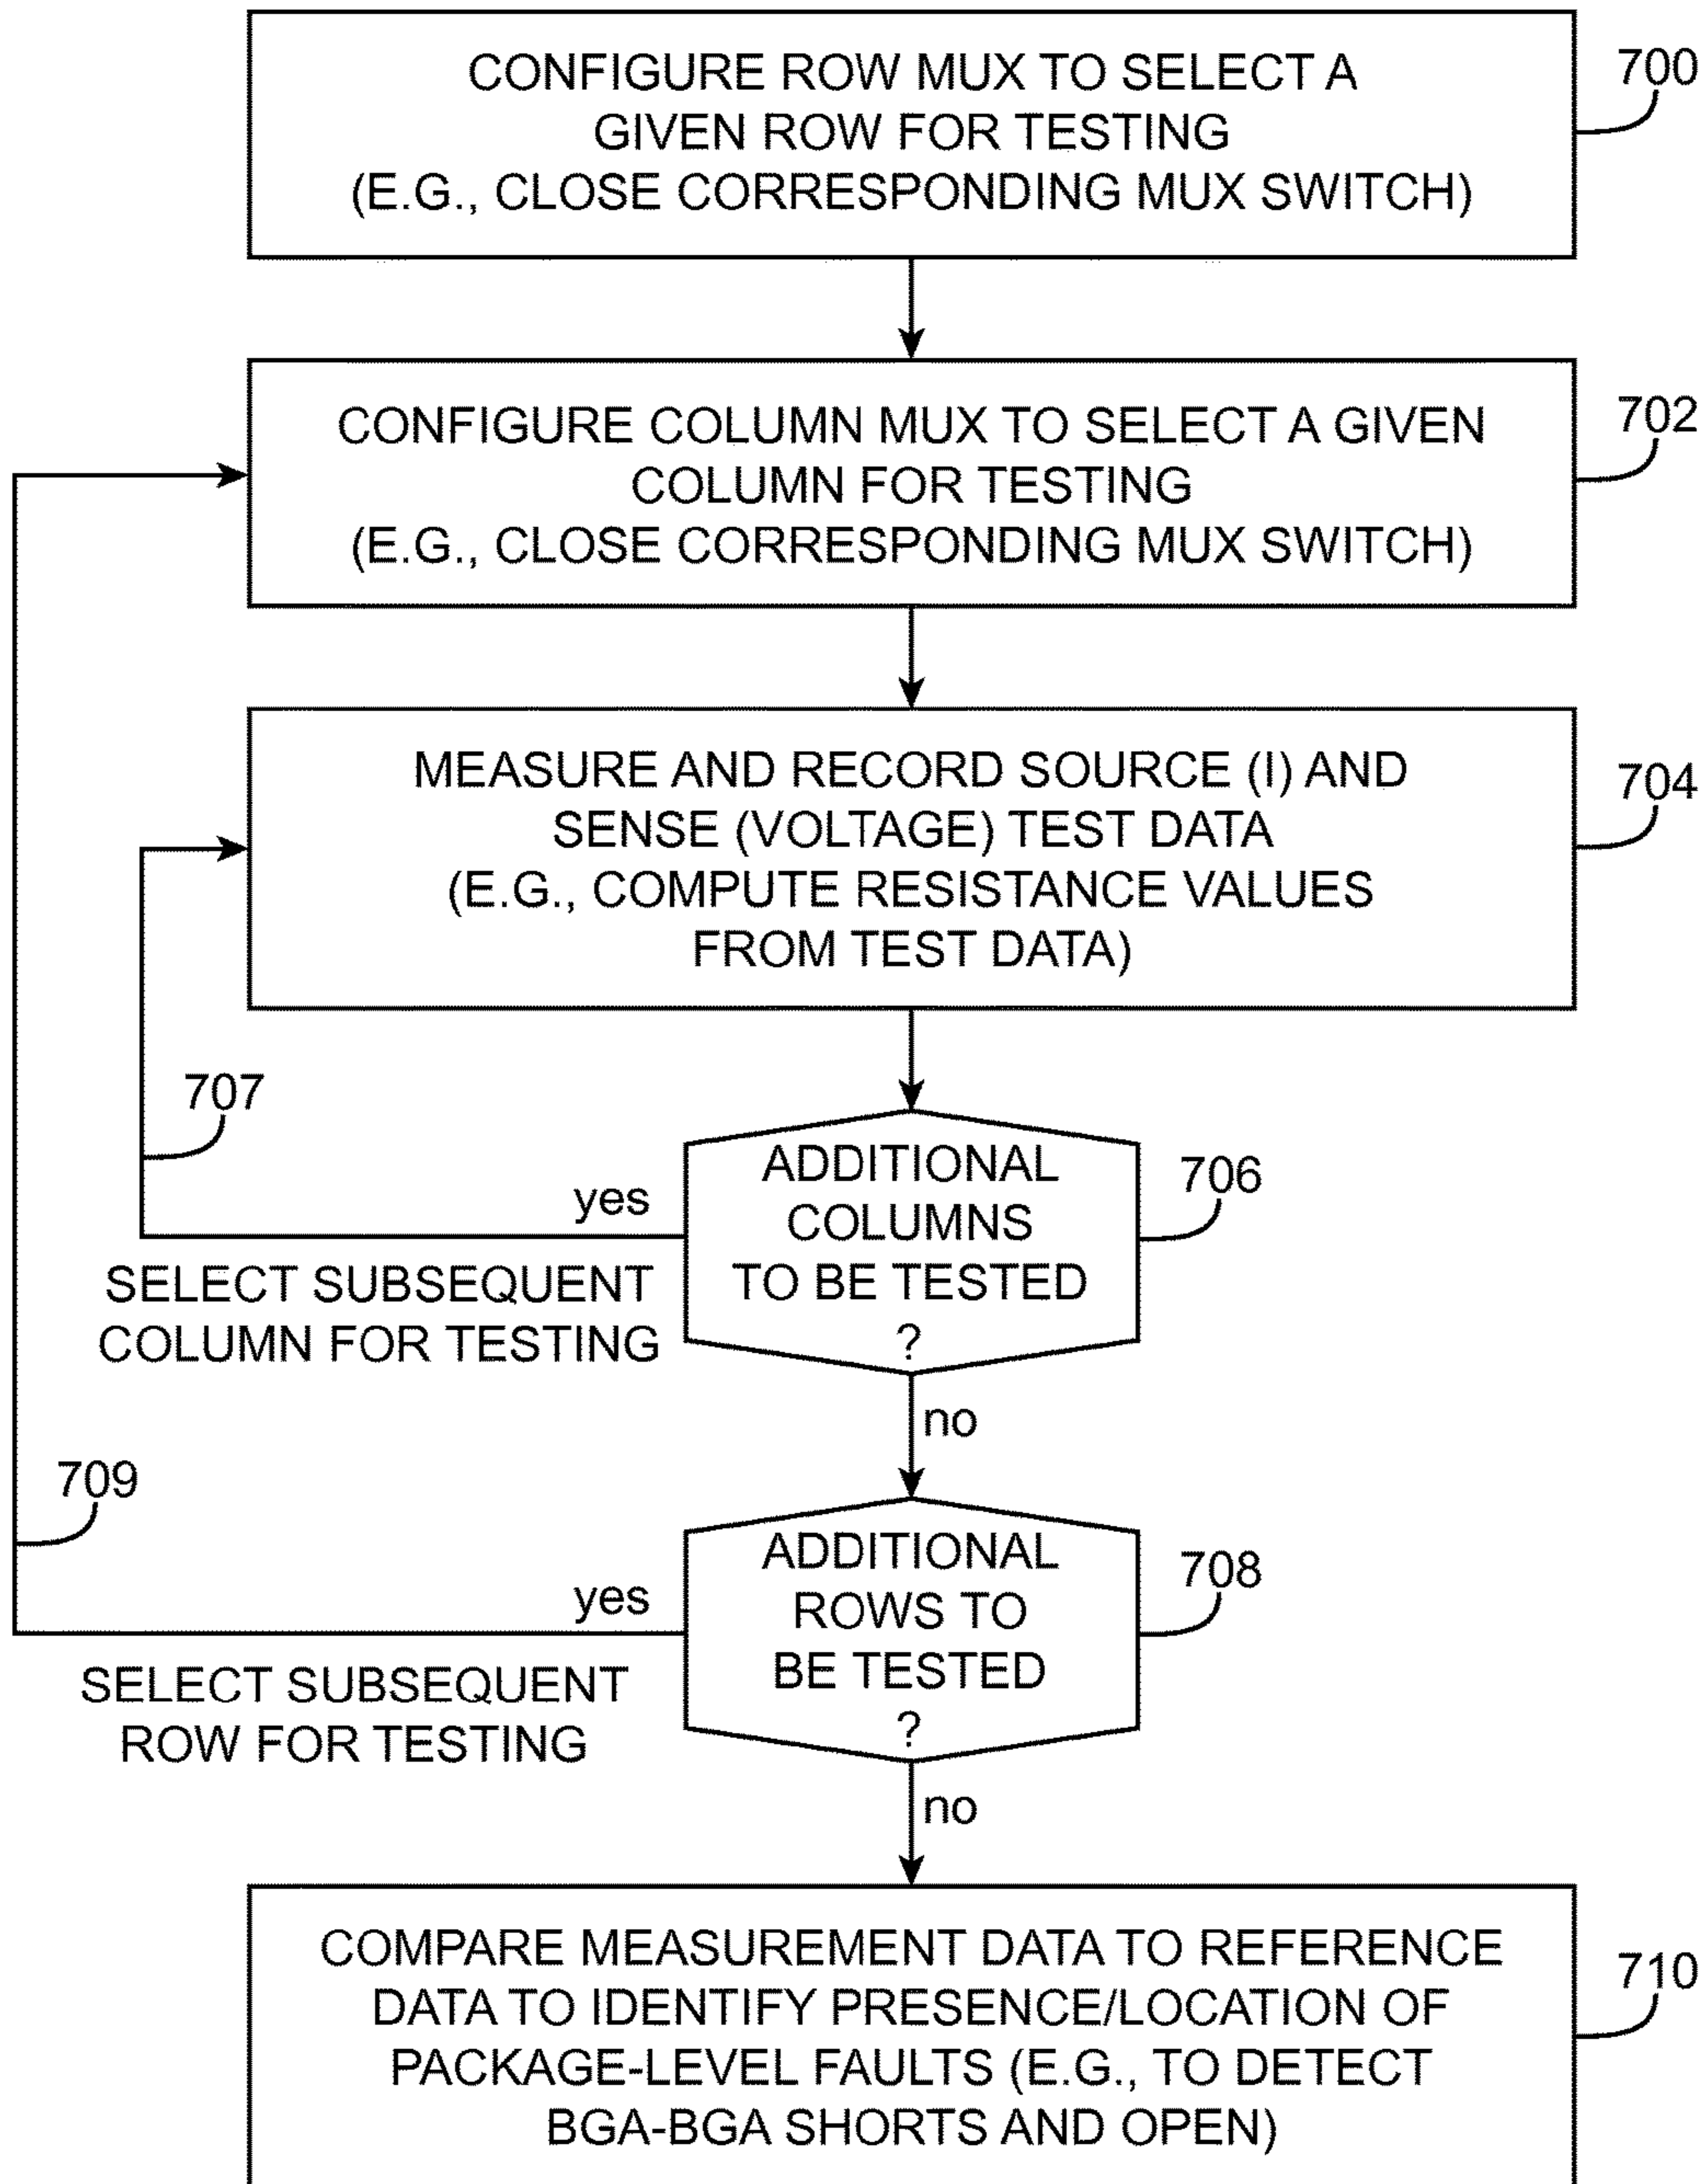 CONFIGURE ROW MUX TO SELECT A
GIVEN ROW FOR TESTING
(E.G., CLOSE CORRESPONDING MUX SWITCH)
700
CONFIGURE COLUMN MUX TO SELECT A GIVEN
COLUMN FOR TESTING
(E.G., CLOSE CORRESPONDING MUX SWITCH)
702
MEASURE AND RECORD SOURCE (I) AND
SENSE (VOLTAGE) TEST DATA
(E.G., COMPUTE RESISTANCE VALUES
FROM TEST DATA)
704
707
ADDITIONAL
COLUMNS
TO BE TESTED
?
706
yes
SELECT SUBSEQUENT
COLUMN FOR TESTING
no
709
ADDITIONAL
ROWS TO
BE TESTED
?
708
yes
SELECT SUBSEQUENT
ROW FOR TESTING
no
COMPARE MEASUREMENT DATA TO REFERENCE
DATA TO IDENTIFY PRESENCE/LOCATION OF
PACKAGE-LEVEL FAULTS (E.G., TO DETECT
BGA-BGA SHORTS AND OPEN)
710